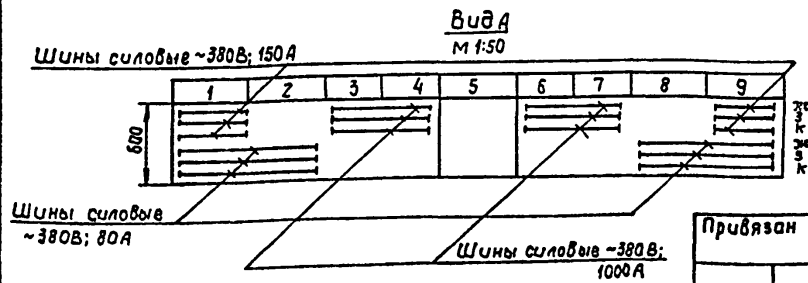 Вид А
М 1:50
Шины силовые ~380В; 150А
1 2 3 4 5 6 7 8 9
600
з
к
з
к
Шины силовые
~380В; 80А
Шины силовые ~380В;
1000А
Привязан